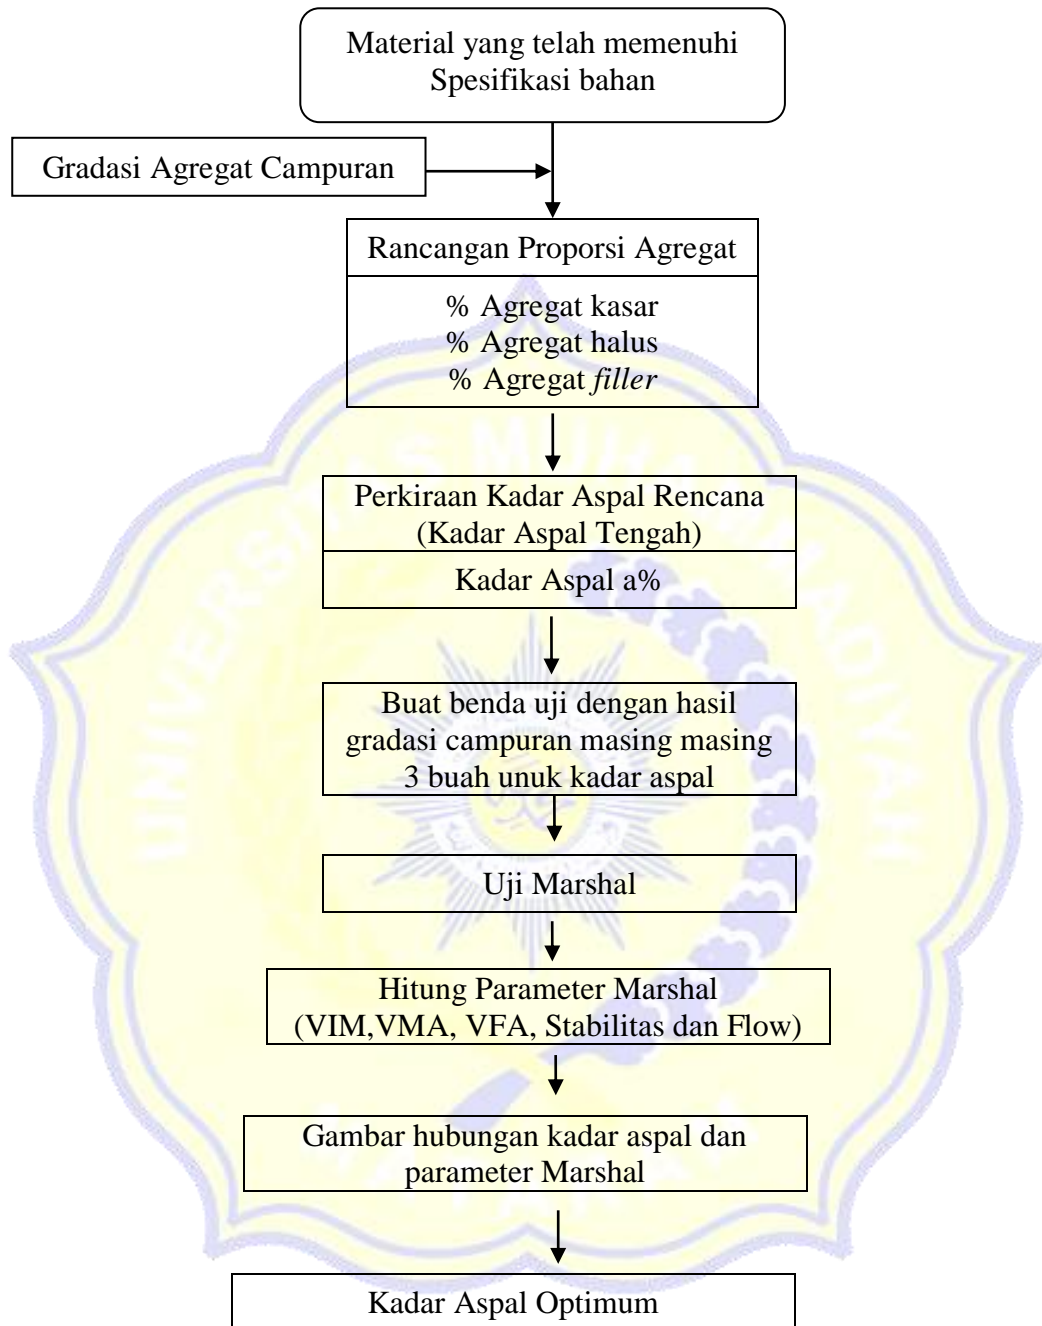 Material yang telah memenuhi
Spesifikasi bahan
Gradasi Agregat Campuran
Rancangan Proporsi Agregat
% Agregat kasar
% Agregat halus
% Agregat filler
Perkiraan Kadar Aspal Rencana
(Kadar Aspal Tengah)
Kadar Aspal a%
Buat benda uji dengan hasil
gradasi campuran masing masing
3 buah unuk kadar aspal
Uji Marshal
Hitung Parameter Marshal
(VIM,VMA, VFA, Stabilitas dan Flow)
Gambar hubungan kadar aspal dan
parameter Marshal
Kadar Aspal Optimum
UNIVERSITAS MUHAMMADIYAH
MATARAM